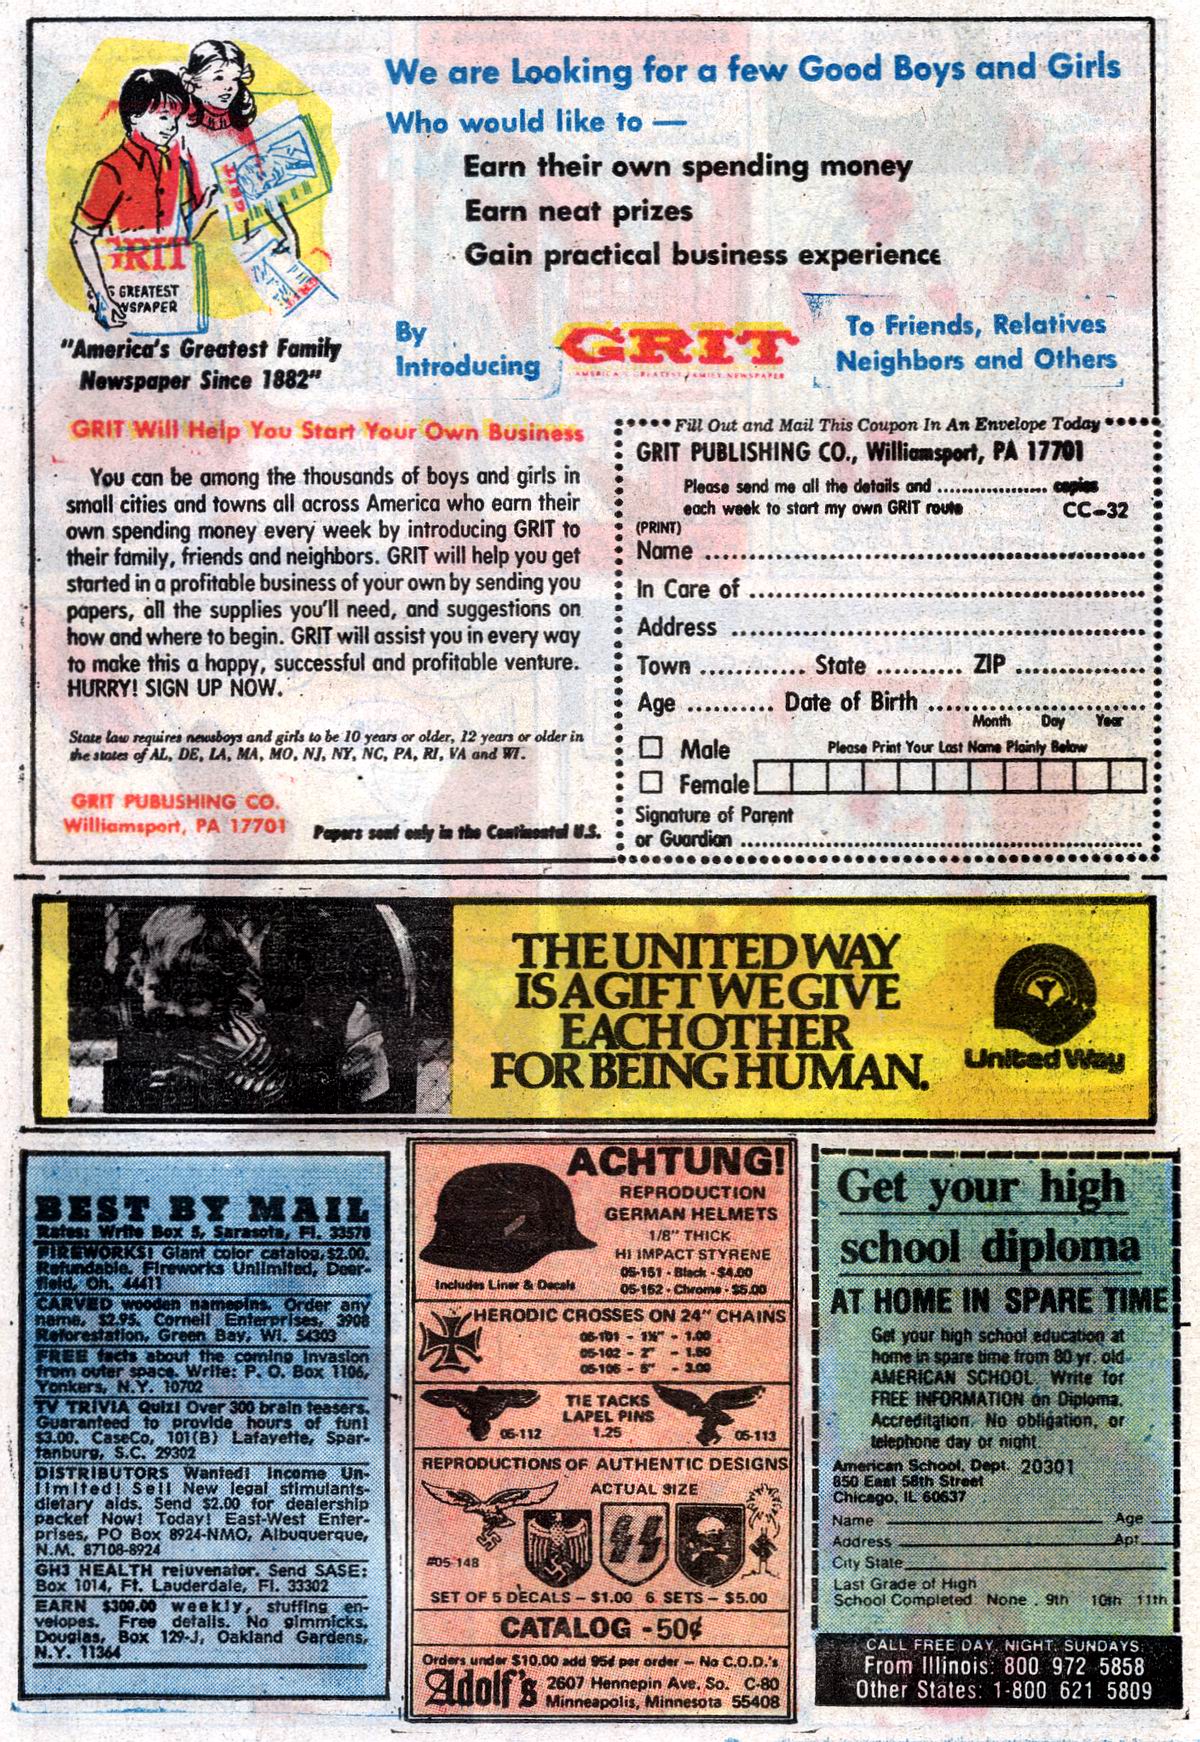 We are Looking for a few Good Boys and Girls
Who would like to —
Earn their own spending money
Earn neat prizes
Gain practical business experience
GRIT
GREATEST
"America's Greatest Family
Newspaper Since 1882"
By
Introducing
GRIT
AMERICA'S GREATEST FAMILY NEWSPAPER
To Friends, Relatives
Neighbors and Others
GRIT Will Help You Start Your Own Business
You can be among the thousands of boys and girls in
small cities and towns all across America who earn their
own spending money every week by introducing GRIT to
their family, friends and neighbors. GRIT will help you get
started in a profitable business of your own by sending you
papers, all the supplies you'll need, and suggestions on
how and where to begin. GRIT will assist you in every way
to make this a happy, successful and profitable venture.
HURRY! SIGN UP NOW.
State law requires newsboys and girls to be 10 years or older, 12 years or older in
the states of AL, DE, LA, MA, MO, NJ, NY, NC, PA, RI, VA and WI.
GRIT PUBLISHING CO.
Williamsport, PA 17701
Papers sent only in the Continental U.S.
Fill Out and Mail This Coupon In An Envelope Today
GRIT PUBLISHING CO., Williamsport, PA 17701
Please send me all the details and .................. copies
each week to start my own GRIT route CC-32
(PRINT)
Name
In Care of
Address
Town ............ State .......... ZIP
Age .......... Date of Birth
Month Day Year
Male Please Print Your Last Name Plainly Below
Female
Signature of Parent
or Guardian
THE UNITED WAY
IS A GIFT WE GIVE
EACH OTHER
FOR BEING HUMAN.
United Way
BEST BY MAIL
Rates: Write Box 5, Sarasota, Fl. 33578
FIREWORKS! Giant color catalog, $2.00.
Refundable. Fireworks Unlimited, Deer-
field, Oh. 44411
CARVED wooden namepins. Order any
name, $2.95. Cornell Enterprises, 3908
Reforestation, Green Bay, Wi. 54303
FREE facts about the coming invasion
from outer space. Write: P. O. Box 1106,
Yonkers, N.Y. 10702
TV TRIVIA Quiz! Over 300 brain teasers.
Guaranteed to provide hours of fun!
$3.00. CaseCo, 101(B) Lafayette, Spar-
tanburg, S.C. 29302
DISTRIBUTORS Wanted! Income Un-
limited! Sell New legal stimulants-
dietary aids. Send $2.00 for dealership
packet Now! Today! East-West Enter-
prises, PO Box 8924-NMO, Albuquerque,
N.M. 87108-8924
GH3 HEALTH rejuvenator. Send SASE:
Box 1014, Ft. Lauderdale, Fl. 33302
EARN $300.00 weekly, stuffing en-
velopes. Free details. No gimmicks.
Douglas, Box 129-J, Oakland Gardens,
N.Y. 11364
ACHTUNG!
REPRODUCTION
GERMAN HELMETS
1/8" THICK
HI IMPACT STYRENE
05-151 - Black - $4.00
05-152 - Chrome - $5.00
Includes Liner & Decals
HERODIC CROSSES ON 24" CHAINS
05-101 - 1½" - 1.00
05-102 - 2" - 1.50
05-106 - 5" - 3.00
TIE TACKS
LAPEL PINS
1.25
05-112
05-113
REPRODUCTIONS OF AUTHENTIC DESIGNS
ACTUAL SIZE
#05-148
SET OF 5 DECALS – $1.00 6 SETS – $5.00
CATALOG - 50¢
Orders under $10.00 add 95¢ per order – No C.O.D.'s
Adolf's 2607 Hennepin Ave. So. C-80
Minneapolis, Minnesota 55408
Get your high
school diploma
AT HOME IN SPARE TIME
Get your high school education at
home in spare time from 80 yr. old
AMERICAN SCHOOL. Write for
FREE INFORMATION on Diploma.
Accreditation. No obligation, or
telephone day or night.
American School, Dept. 20301
850 East 58th Street
Chicago, IL 60637
Name Age
Address Apt.
City State
Last Grade of High
School Completed None . 9th 10th 11th
CALL FREE DAY, NIGHT, SUNDAYS:
From Illinois: 800 972 5858
Other States: 1-800 621 5809